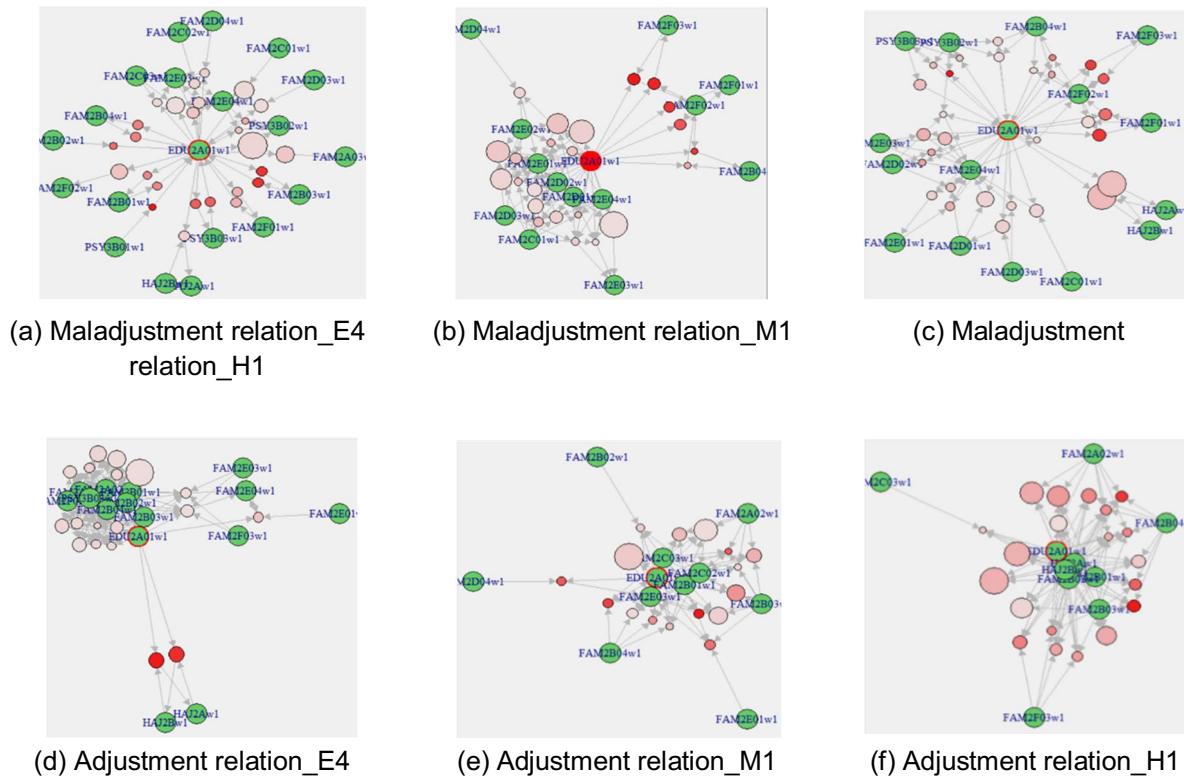 FAM2D04w1
FAM2C02w1
FAM2C01w1
FAM2E03w1
FAM2D03w1
FAM2E04w1
FAM2B04w1
PSY3B02w1
EDU2A01w1
FAM2F02w1
FAM2B01w1
FAM2B03w1
FAM2F01w1
PSY3B01w1
PSY3B03w1
(a) Maladjustment relation_E4
relation_H1
FAM2F03w1
FAM2F01w1
FAM2F02w1
FAM2E02w1
FAM2E01w1
EDU2A01w1
FAM2D02w1
FAM2E04w1
FAM2D03w1
FAM2C01w1
FAM2E03w1
(b) Maladjustment relation_M1
FAM2B04w1
FAM2F03w1
PSY3B02w1
FAM2F02w1
FAM2F01w1
EDU2A01w1
FAM2E04w1
HAJ2Aw1
HAJ2Bw1
FAM2E01w1
FAM2D01w1
FAM2D03w1
FAM2C01w1
(c) Maladjustment
FAM2E03w1
FAM2E04w1
FAM2B03w1
FAM2F03w1
EDU2A01w1
HAJ2Aw1
HAJ2Bw1
(d) Adjustment relation_E4
FAM2B02w1
FAM2A02w1
FAM2C02w1
FAM2B01w1
FAM2E03w1
FAM2B04w1
FAM2E01w1
(e) Adjustment relation_M1
FAM2A02w1
EDU2A01w1
FAM2B03w1
FAM2F03w1
(f) Adjustment relation_H1